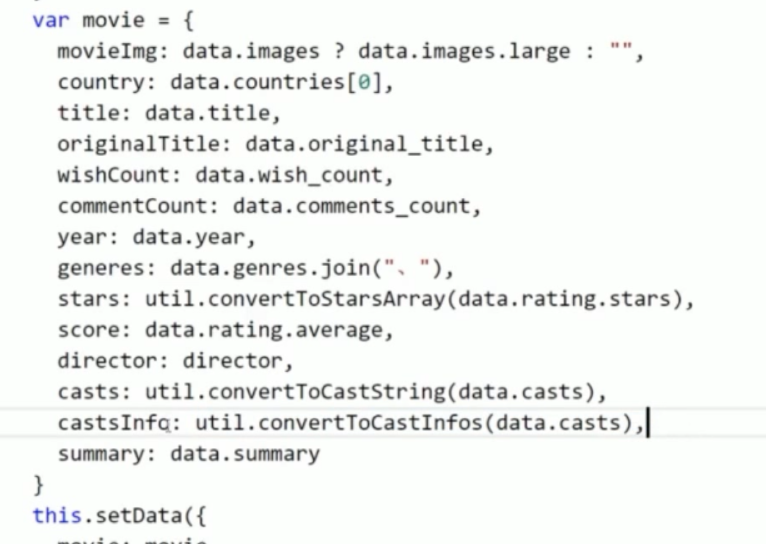 var movie = {
movieImg: data.images ? data.images.large : "",
country: data.countries[0],
title: data.title,
originalTitle: data.original_title,
wishCount: data.wish_count,
commentCount: data.comments_count,
year: data.year,
generes: data.genres.join("、"),
stars: util.convertToStarsArray(data.rating.stars),
score: data.rating.average,
director: director,
casts: util.convertToCastString(data.casts),
castsInfo: util.convertToCastInfos(data.casts),
summary: data.summary
}
this.setData({
movie: movie